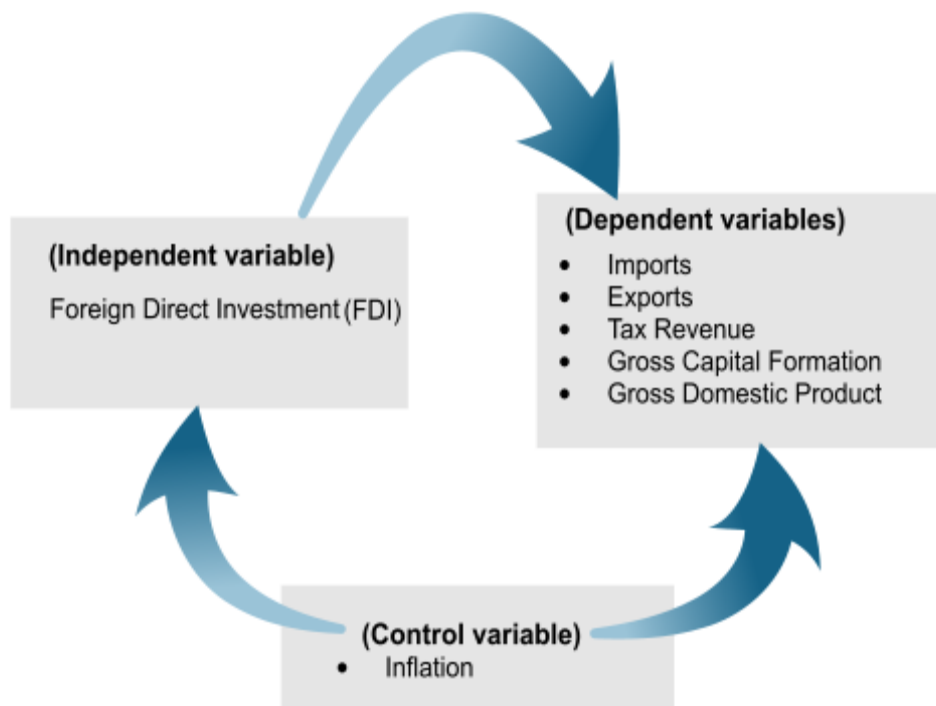 (Independent variable)
Foreign Direct Investment (FDI)
(Dependent variables)
• Imports
• Exports
• Tax Revenue
• Gross Capital Formation
• Gross Domestic Product
(Control variable)
• Inflation